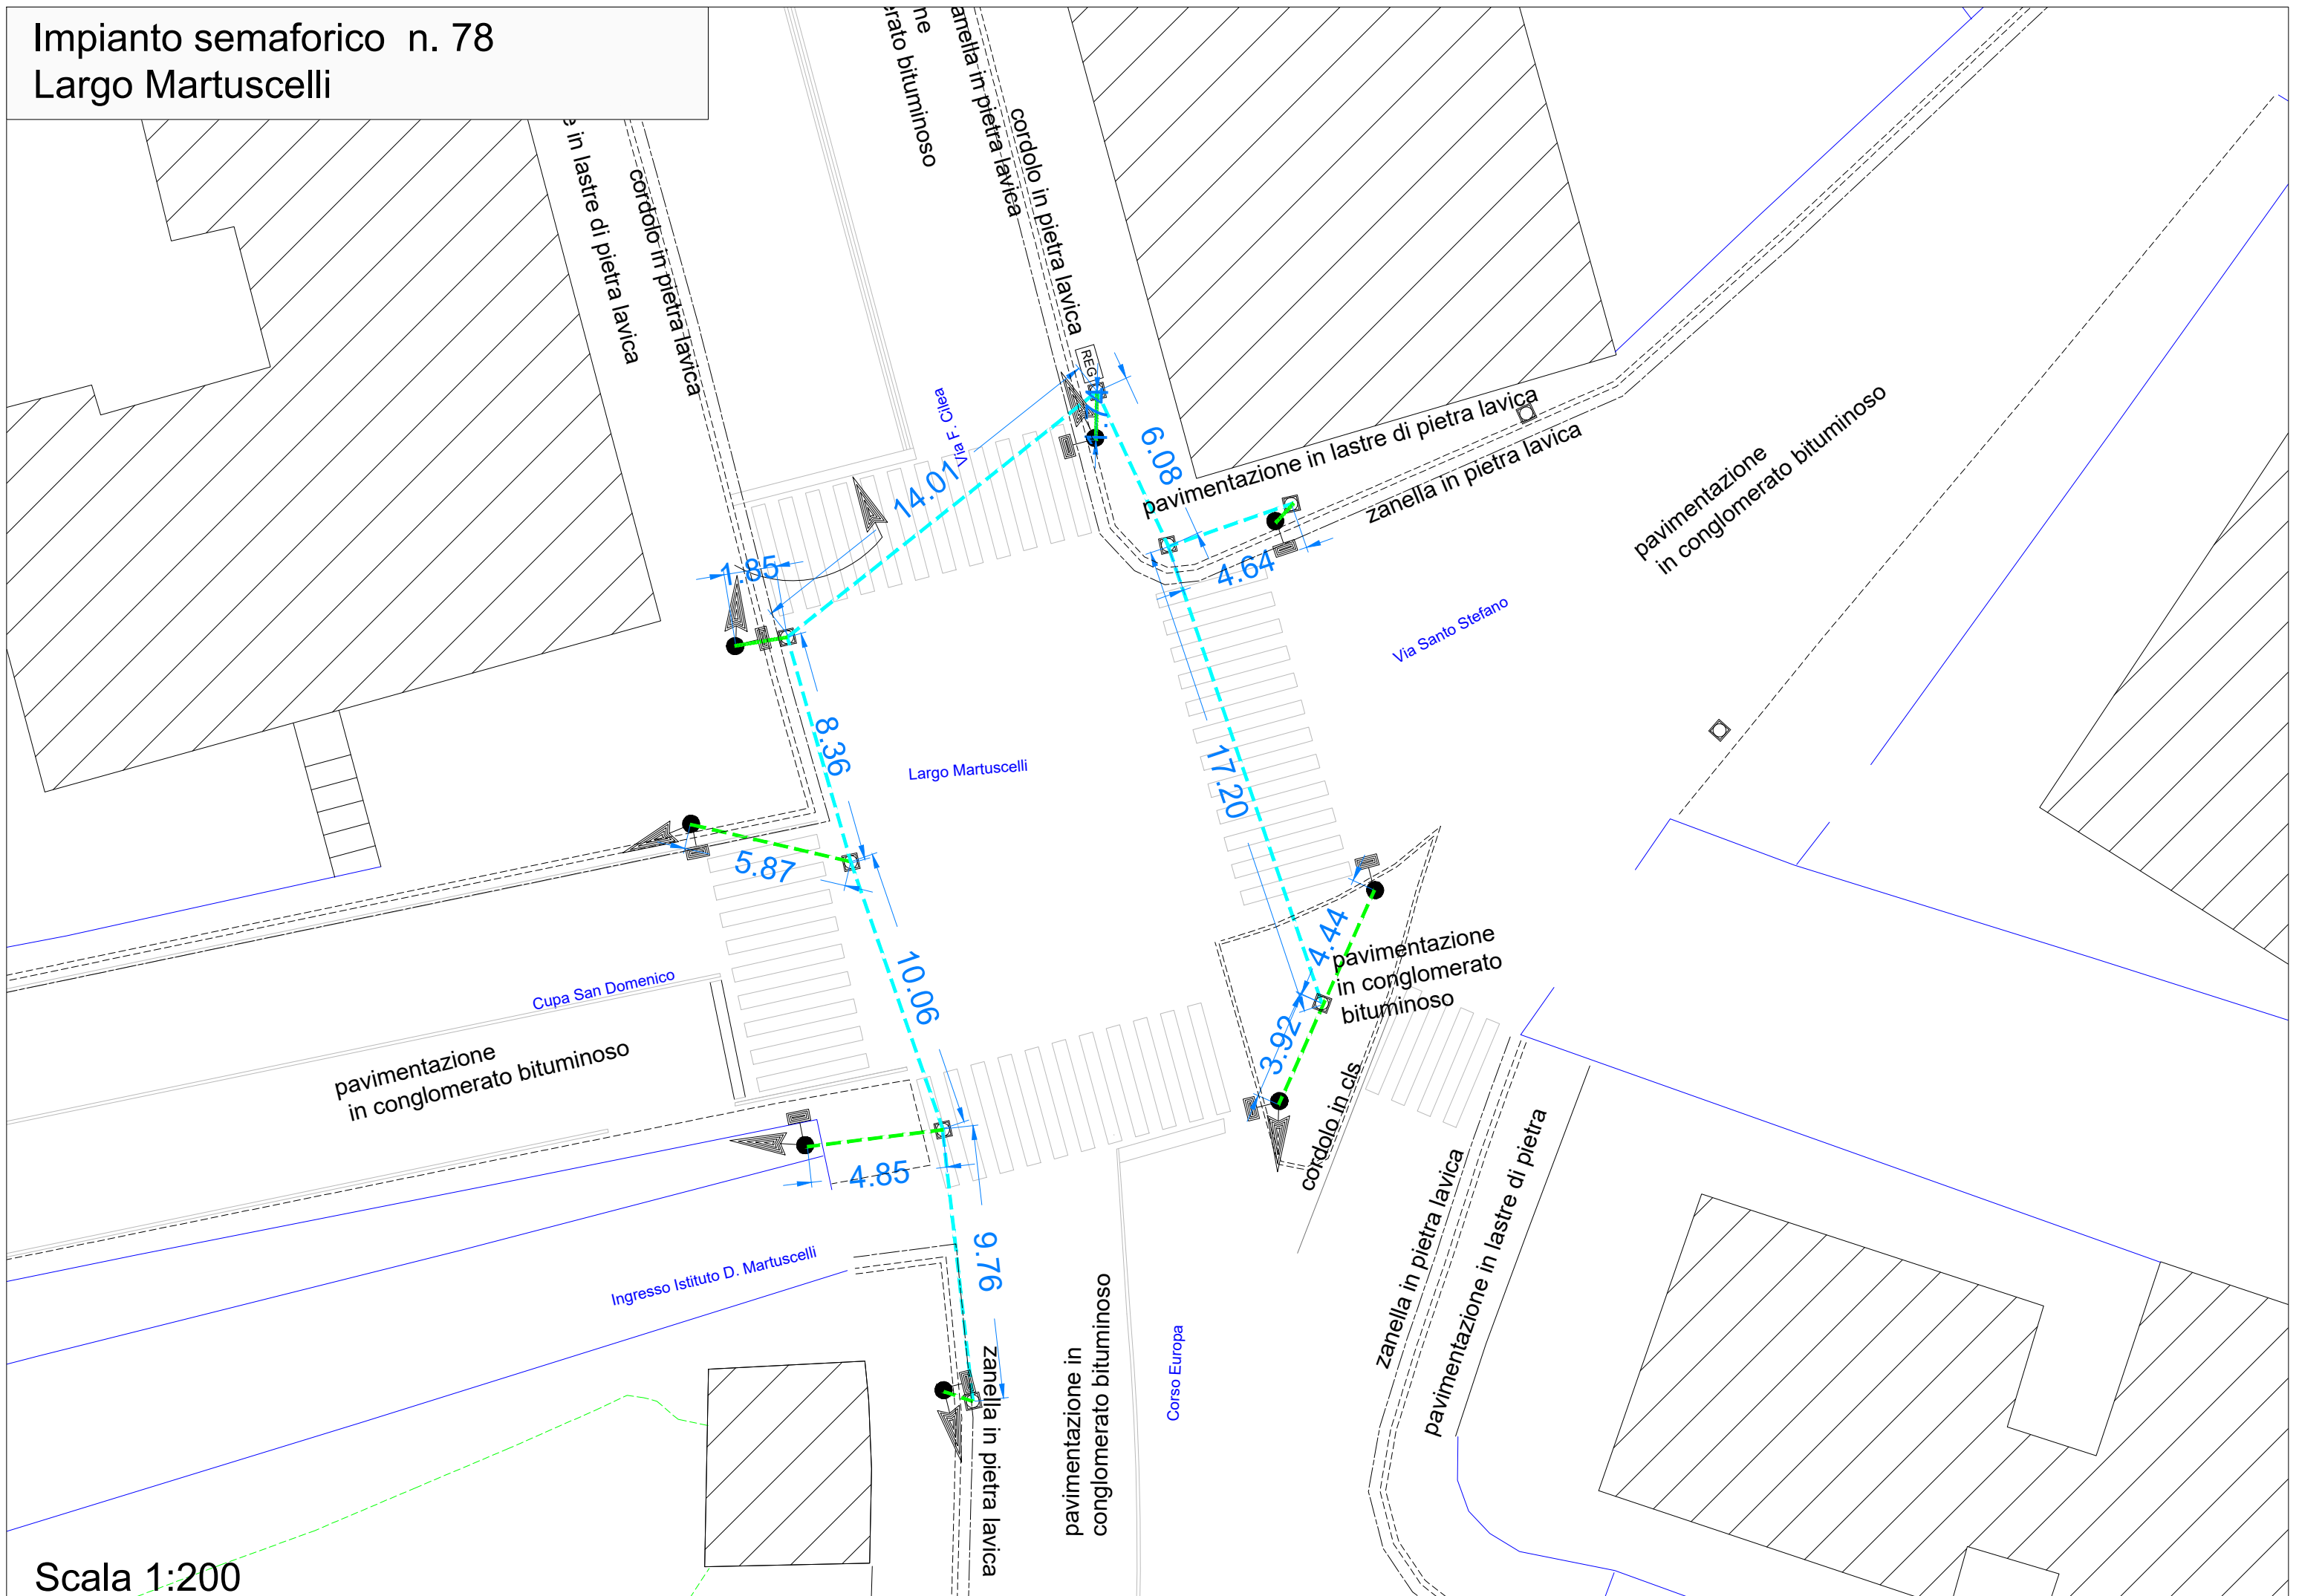 Impianto semaforico n. 78
Largo Martuscelli
in lastre di pietra lavica
cordolo in pietra lavica
ne
erato bituminoso
zanella in pietra lavica
cordolo in pietra lavica
REG
Via F. Cilea
6.08
14.01
pavimentazione in lastre di pietra lavica
zanella in pietra lavica
pavimentazione
in conglomerato bituminoso
1.85
4.64
Via Santo Stefano
8.36
Largo Martuscelli
17.20
5.87
4.44
pavimentazione
in conglomerato
bituminoso
10.06
Cupa San Domenico
3.92
pavimentazione
in conglomerato bituminoso
cordolo in cls
4.85
9.76
Ingresso Istituto D. Martuscelli
zanella in pietra lavica
pavimentazione in lastre di pietra
zanella in pietra lavica
pavimentazione in
conglomerato bituminoso
Corso Europa
Scala 1:200